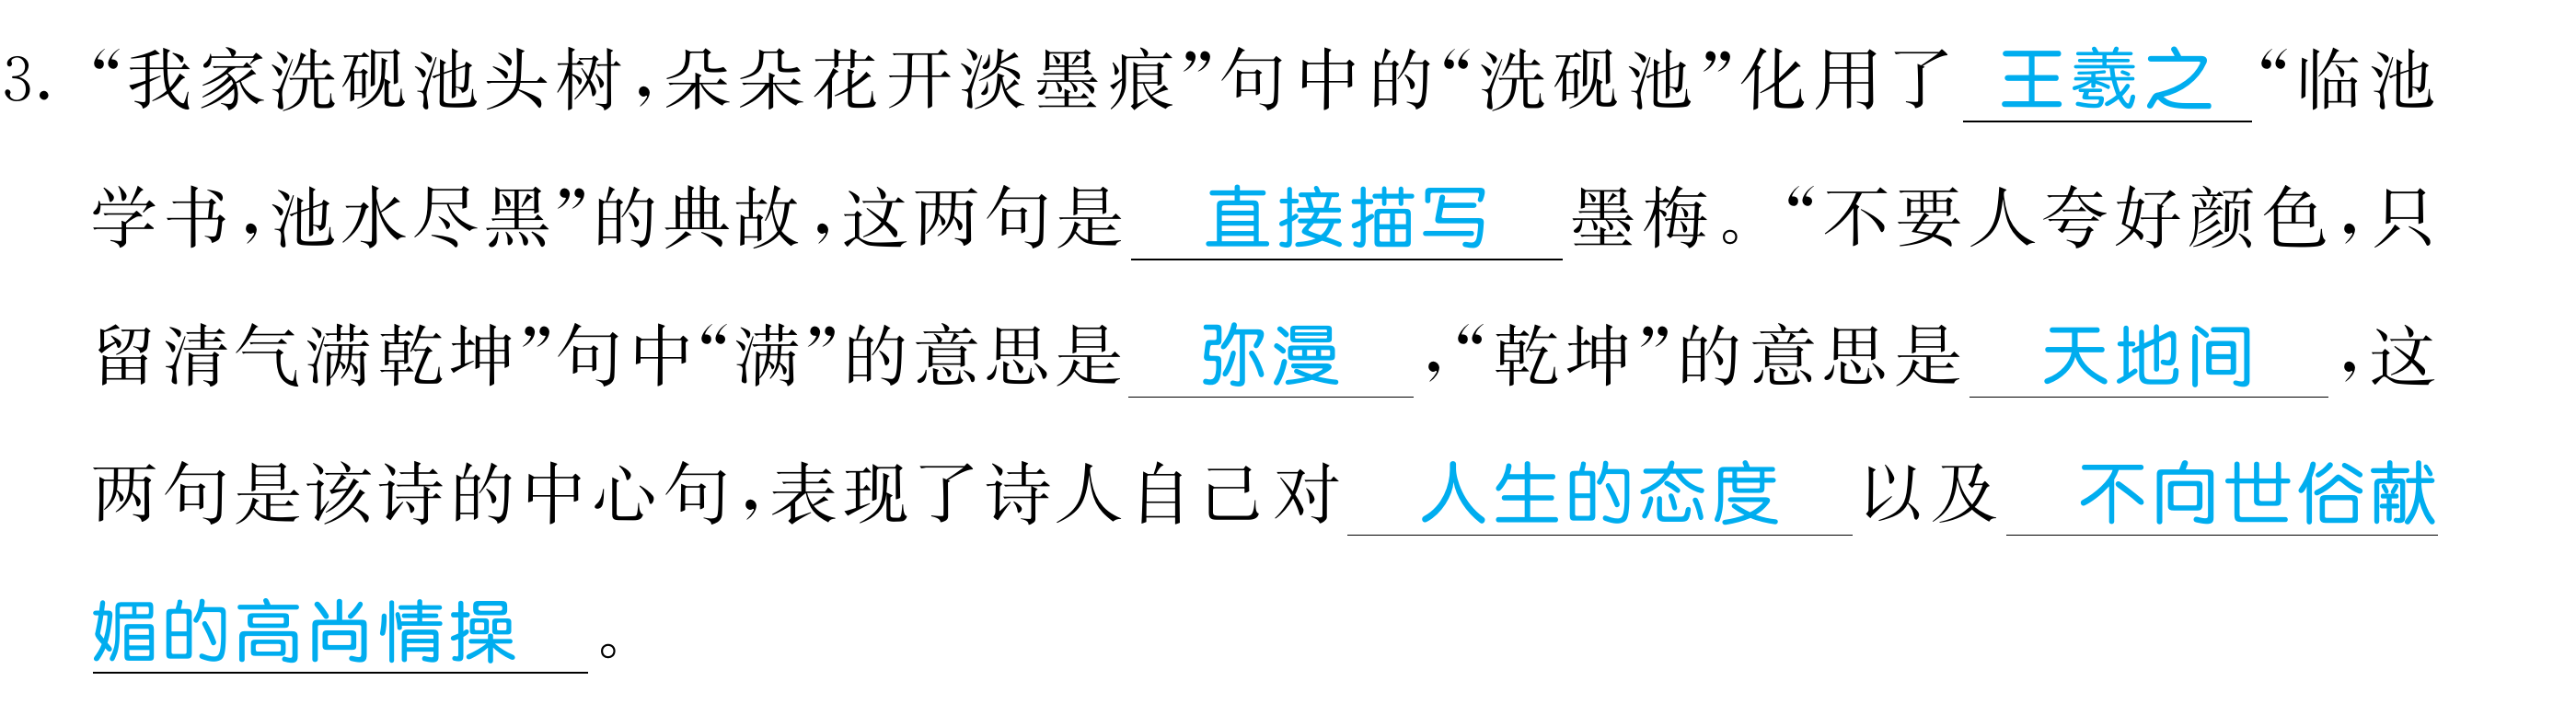 3. “我家洗砚池头树,朵朵花开淡墨痕”句中的“洗砚池”化用了 王羲之 “临池
学书,池水尽黑”的典故,这两句是 直接描写 墨梅。“不要人夸好颜色,只
留清气满乾坤”句中“满”的意思是 弥漫 ,“乾坤”的意思是 天地间 ,这
两句是该诗的中心句,表现了诗人自己对 人生的态度 以及 不向世俗献
媚的高尚情操 。